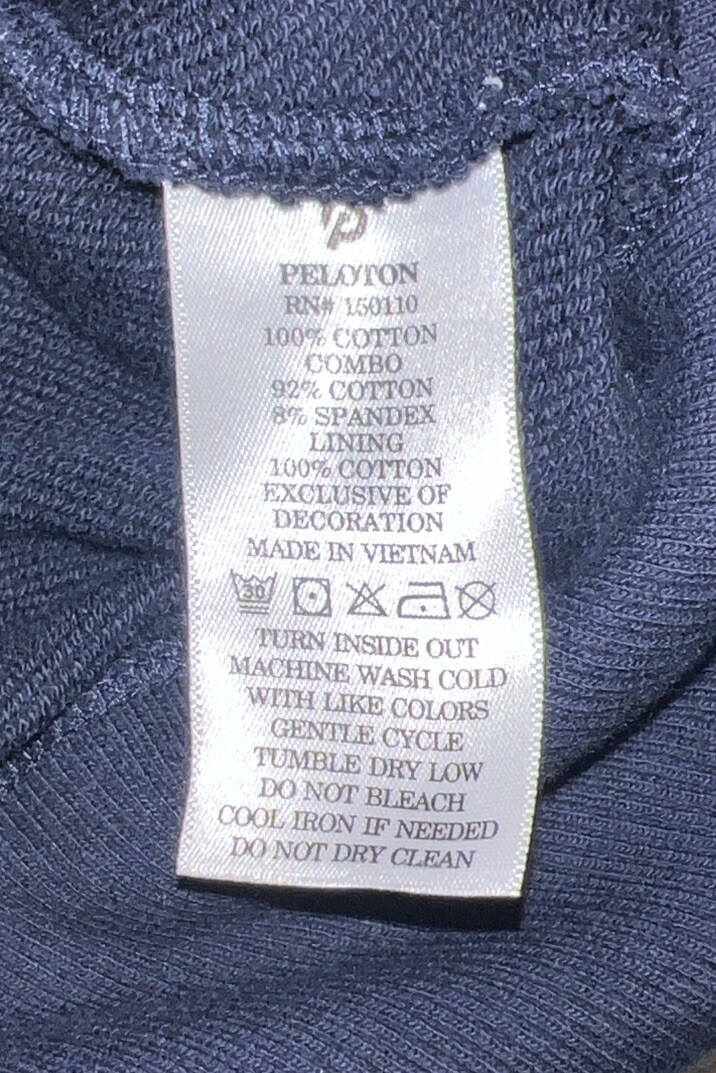 PELOTON
RN# 150110
100% COTTON
COMBO
92% COTTON
8% SPANDEX
LINING
100% COTTON
EXCLUSIVE OF
DECORATION
MADE IN VIETNAM
30
TURN INSIDE OUT
MACHINE WASH COLD
WITH LIKE COLORS
GENTLE CYCLE
TUMBLE DRY LOW
DO NOT BLEACH
COOL IRON IF NEEDED
DO NOT DRY CLEAN